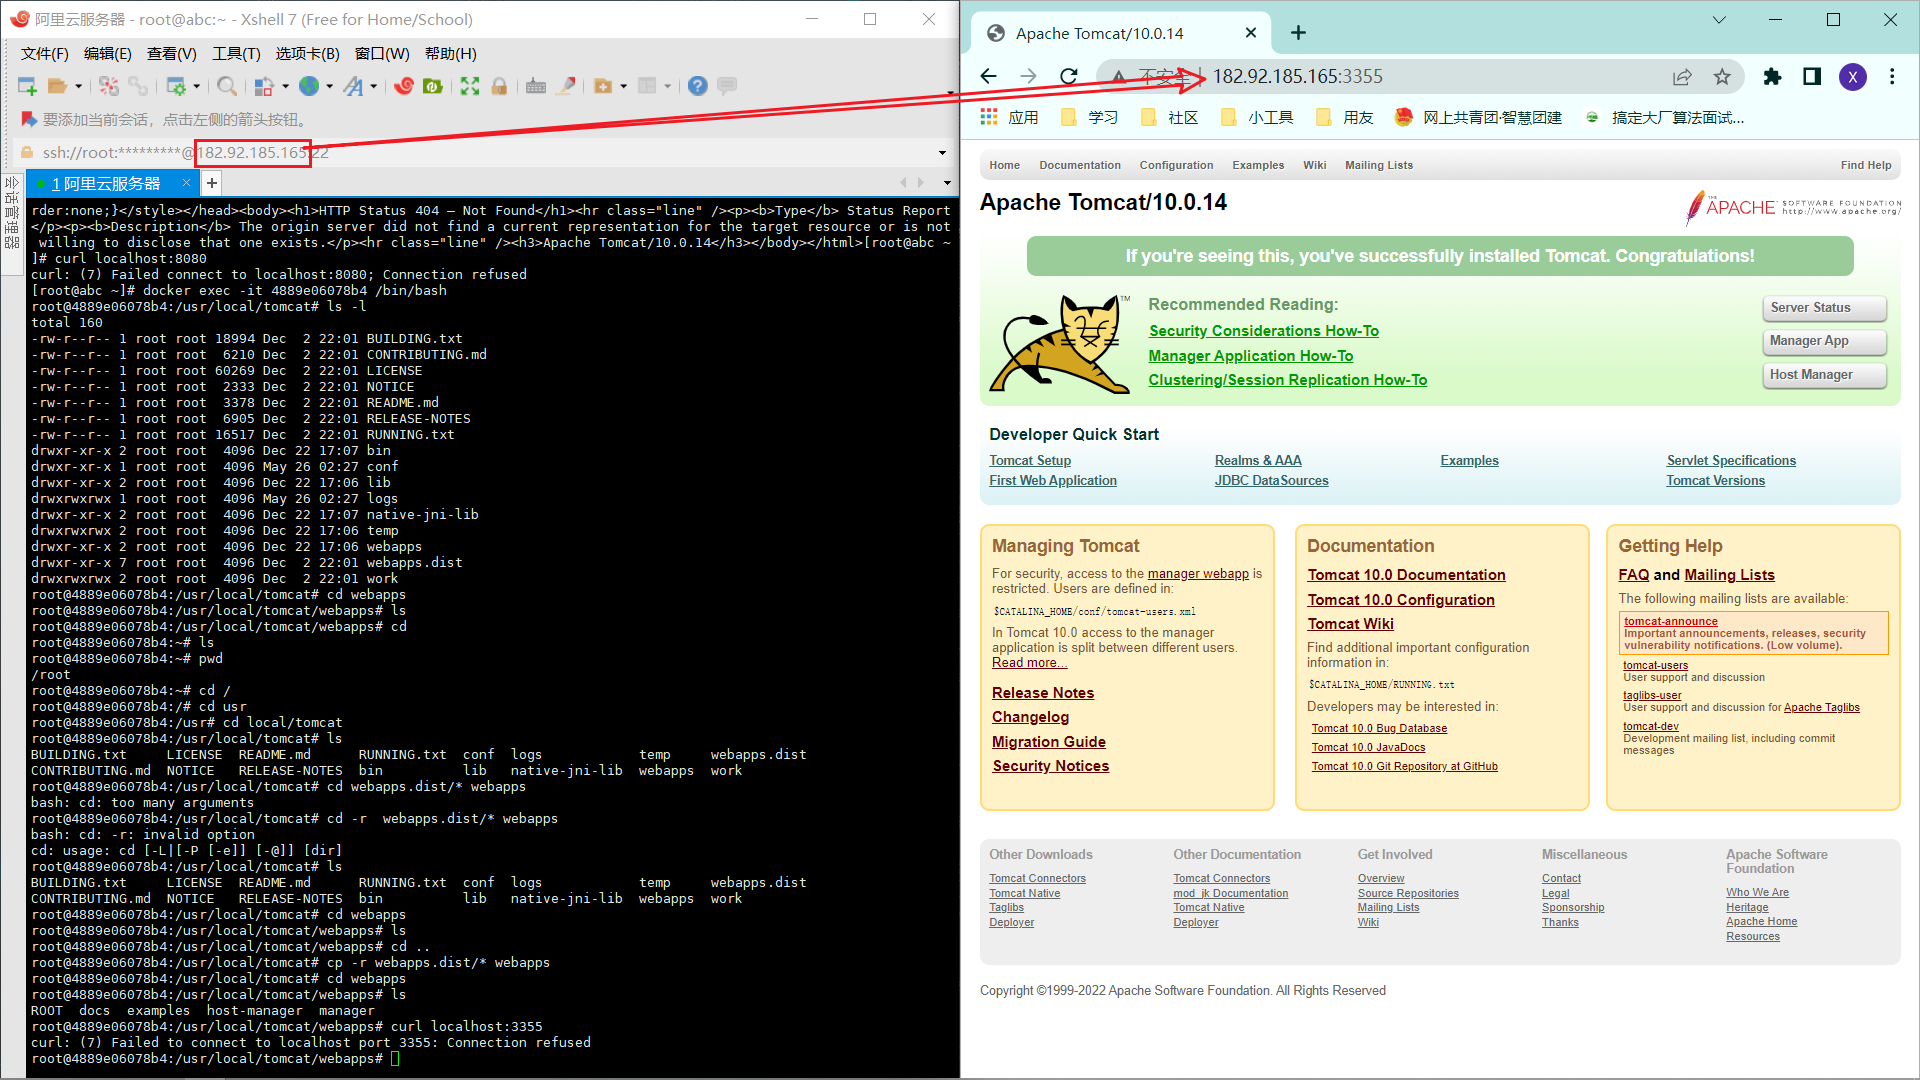 阿里云服务器 - root@abc:~ - Xshell 7 (Free for Home/School)
文件(F) 编辑(E) 查看(V) 工具(T) 选项卡(B) 窗口(W) 帮助(H)
要添加当前会话，点击左侧的箭头按钮。
ssh://root:*********@182.92.185.165:22
会话管理器
1 阿里云服务器
rder:none;}</style></head><body><h1>HTTP Status 404 – Not Found</h1><hr class="line" /><p><b>Type</b> Status Report
</p><p><b>Description</b> The origin server did not find a current representation for the target resource or is not
 willing to disclose that one exists.</p><hr class="line" /><h3>Apache Tomcat/10.0.14</h3></body></html>[root@abc ~
]# curl localhost:8080
curl: (7) Failed connect to localhost:8080; Connection refused
[root@abc ~]# docker exec -it 4889e06078b4 /bin/bash
root@4889e06078b4:/usr/local/tomcat# ls -l
total 160
-rw-r--r-- 1 root root 18994 Dec  2 22:01 BUILDING.txt
-rw-r--r-- 1 root root  6210 Dec  2 22:01 CONTRIBUTING.md
-rw-r--r-- 1 root root 60269 Dec  2 22:01 LICENSE
-rw-r--r-- 1 root root  2333 Dec  2 22:01 NOTICE
-rw-r--r-- 1 root root  3378 Dec  2 22:01 README.md
-rw-r--r-- 1 root root  6905 Dec  2 22:01 RELEASE-NOTES
-rw-r--r-- 1 root root 16517 Dec  2 22:01 RUNNING.txt
drwxr-xr-x 2 root root  4096 Dec 22 17:07 bin
drwxr-xr-x 1 root root  4096 May 26 02:27 conf
drwxr-xr-x 2 root root  4096 Dec 22 17:06 lib
drwxrwxrwx 1 root root  4096 May 26 02:27 logs
drwxr-xr-x 2 root root  4096 Dec 22 17:07 native-jni-lib
drwxrwxrwx 2 root root  4096 Dec 22 17:06 temp
drwxr-xr-x 2 root root  4096 Dec 22 17:06 webapps
drwxr-xr-x 7 root root  4096 Dec  2 22:01 webapps.dist
drwxrwxrwx 2 root root  4096 Dec  2 22:01 work
root@4889e06078b4:/usr/local/tomcat# cd webapps
root@4889e06078b4:/usr/local/tomcat/webapps# ls
root@4889e06078b4:/usr/local/tomcat/webapps# cd
root@4889e06078b4:~# ls
root@4889e06078b4:~# pwd
/root
root@4889e06078b4:~# cd /
root@4889e06078b4:/# cd usr
root@4889e06078b4:/usr# cd local/tomcat
root@4889e06078b4:/usr/local/tomcat# ls
BUILDING.txt     LICENSE  README.md      RUNNING.txt  conf  logs            temp     webapps.dist
CONTRIBUTING.md  NOTICE   RELEASE-NOTES  bin          lib   native-jni-lib  webapps  work
root@4889e06078b4:/usr/local/tomcat# cd webapps.dist/* webapps
bash: cd: too many arguments
root@4889e06078b4:/usr/local/tomcat# cd -r  webapps.dist/* webapps
bash: cd: -r: invalid option
cd: usage: cd [-L|[-P [-e]] [-@]] [dir]
root@4889e06078b4:/usr/local/tomcat# ls
BUILDING.txt     LICENSE  README.md      RUNNING.txt  conf  logs            temp     webapps.dist
CONTRIBUTING.md  NOTICE   RELEASE-NOTES  bin          lib   native-jni-lib  webapps  work
root@4889e06078b4:/usr/local/tomcat# cd webapps
root@4889e06078b4:/usr/local/tomcat/webapps# ls
root@4889e06078b4:/usr/local/tomcat/webapps# cd ..
root@4889e06078b4:/usr/local/tomcat# cp -r webapps.dist/* webapps
root@4889e06078b4:/usr/local/tomcat# cd webapps
root@4889e06078b4:/usr/local/tomcat/webapps# ls
ROOT  docs  examples  host-manager  manager
root@4889e06078b4:/usr/local/tomcat/webapps# curl localhost:3355
curl: (7) Failed to connect to localhost port 3355: Connection refused
root@4889e06078b4:/usr/local/tomcat/webapps#
Apache Tomcat/10.0.14
不安全 182.92.185.165:3355
X
应用 学习 社区 小工具 用友 网上共青团·智慧团建 搞定大厂算法面试...
Home Documentation Configuration Examples Wiki Mailing Lists Find Help
Apache Tomcat/10.0.14
THE APACHE SOFTWARE FOUNDATION
http://www.apache.org/
If you're seeing this, you've successfully installed Tomcat. Congratulations!
TM
Recommended Reading:
Security Considerations How-To
Manager Application How-To
Clustering/Session Replication How-To
Server Status
Manager App
Host Manager
Developer Quick Start
Tomcat Setup Realms & AAA Examples Servlet Specifications
First Web Application JDBC DataSources Tomcat Versions
Managing Tomcat
For security, access to the manager webapp is
restricted. Users are defined in:
$CATALINA_HOME/conf/tomcat-users.xml
In Tomcat 10.0 access to the manager
application is split between different users.
Read more...
Release Notes
Changelog
Migration Guide
Security Notices
Documentation
Tomcat 10.0 Documentation
Tomcat 10.0 Configuration
Tomcat Wiki
Find additional important configuration
information in:
$CATALINA_HOME/RUNNING.txt
Developers may be interested in:
Tomcat 10.0 Bug Database
Tomcat 10.0 JavaDocs
Tomcat 10.0 Git Repository at GitHub
Getting Help
FAQ and Mailing Lists
The following mailing lists are available:
tomcat-announce
Important announcements, releases, security
vulnerability notifications. (Low volume).
tomcat-users
User support and discussion
taglibs-user
User support and discussion for Apache Taglibs
tomcat-dev
Development mailing list, including commit
messages
Other Downloads
Tomcat Connectors
Tomcat Native
Taglibs
Deployer
Other Documentation
Tomcat Connectors
mod_jk Documentation
Tomcat Native
Deployer
Get Involved
Overview
Source Repositories
Mailing Lists
Wiki
Miscellaneous
Contact
Legal
Sponsorship
Thanks
Apache Software
Foundation
Who We Are
Heritage
Apache Home
Resources
Copyright ©1999-2022 Apache Software Foundation. All Rights Reserved